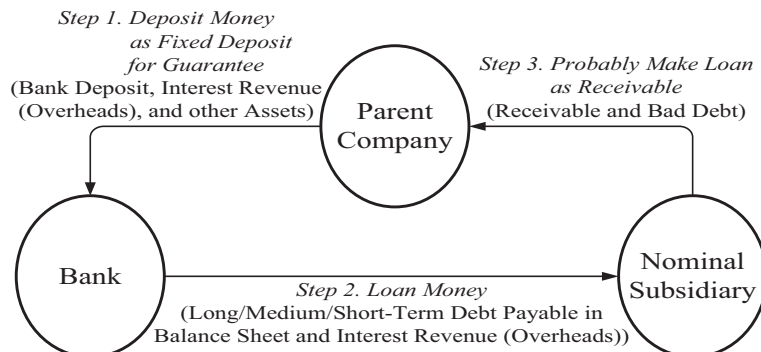 Step 1. Deposit Money
as Fixed Deposit
for Guarantee
(Bank Deposit, Interest Revenue
(Overheads), and other Assets)
Parent
Company
Step 3. Probably Make Loan
as Receivable
(Receivable and Bad Debt)
Bank
Step 2. Loan Money
(Long/Medium/Short-Term Debt Payable in
Balance Sheet and Interest Revenue (Overheads))
Nominal
Subsidiary